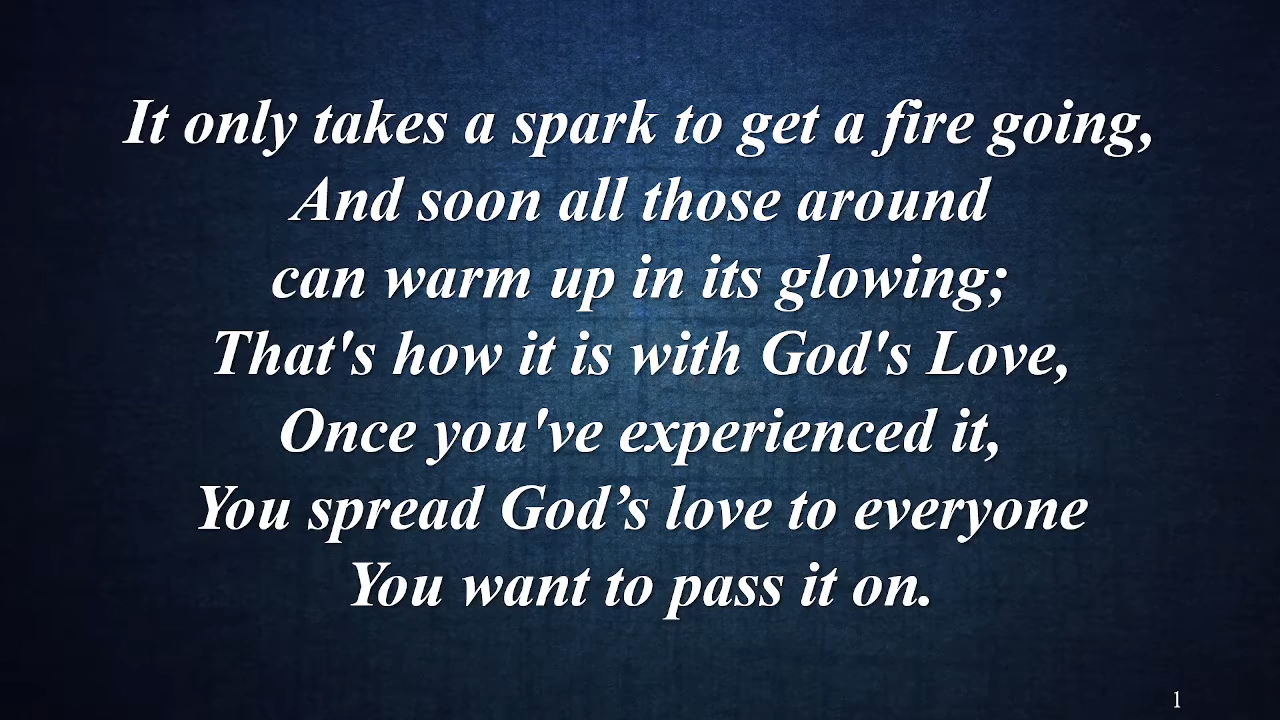 It only takes a spark to get a fire going,
And soon all those around
can warm up in its glowing;
That's how it is with God's Love,
Once you've experienced it,
You spread God’s love to everyone
You want to pass it on.
1